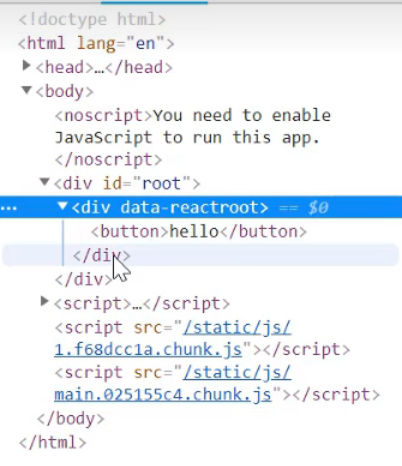 <!doctype html>
<html lang="en">
<head>…</head>
<body>
<noscript>You need to enable
JavaScript to run this app.
</noscript>
<div id="root">
… <div data-reactroot> == $0
<button>hello</button>
</div>
</div>
<script>…</script>
<script src="/static/js/
1.f68dcc1a.chunk.js"></script>
<script src="/static/js/
main.025155c4.chunk.js"></script>
</body>
</html>